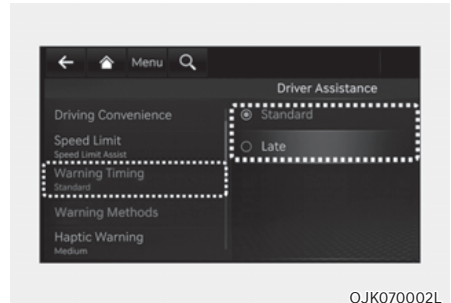 Menu
Driver Assistance
Driving Convenience
Speed Limit
Speed Limit Assist
Warning Timing
Standard
Warning Methods
Haptic Warning
Medium
Standard
Late
OJK070002L